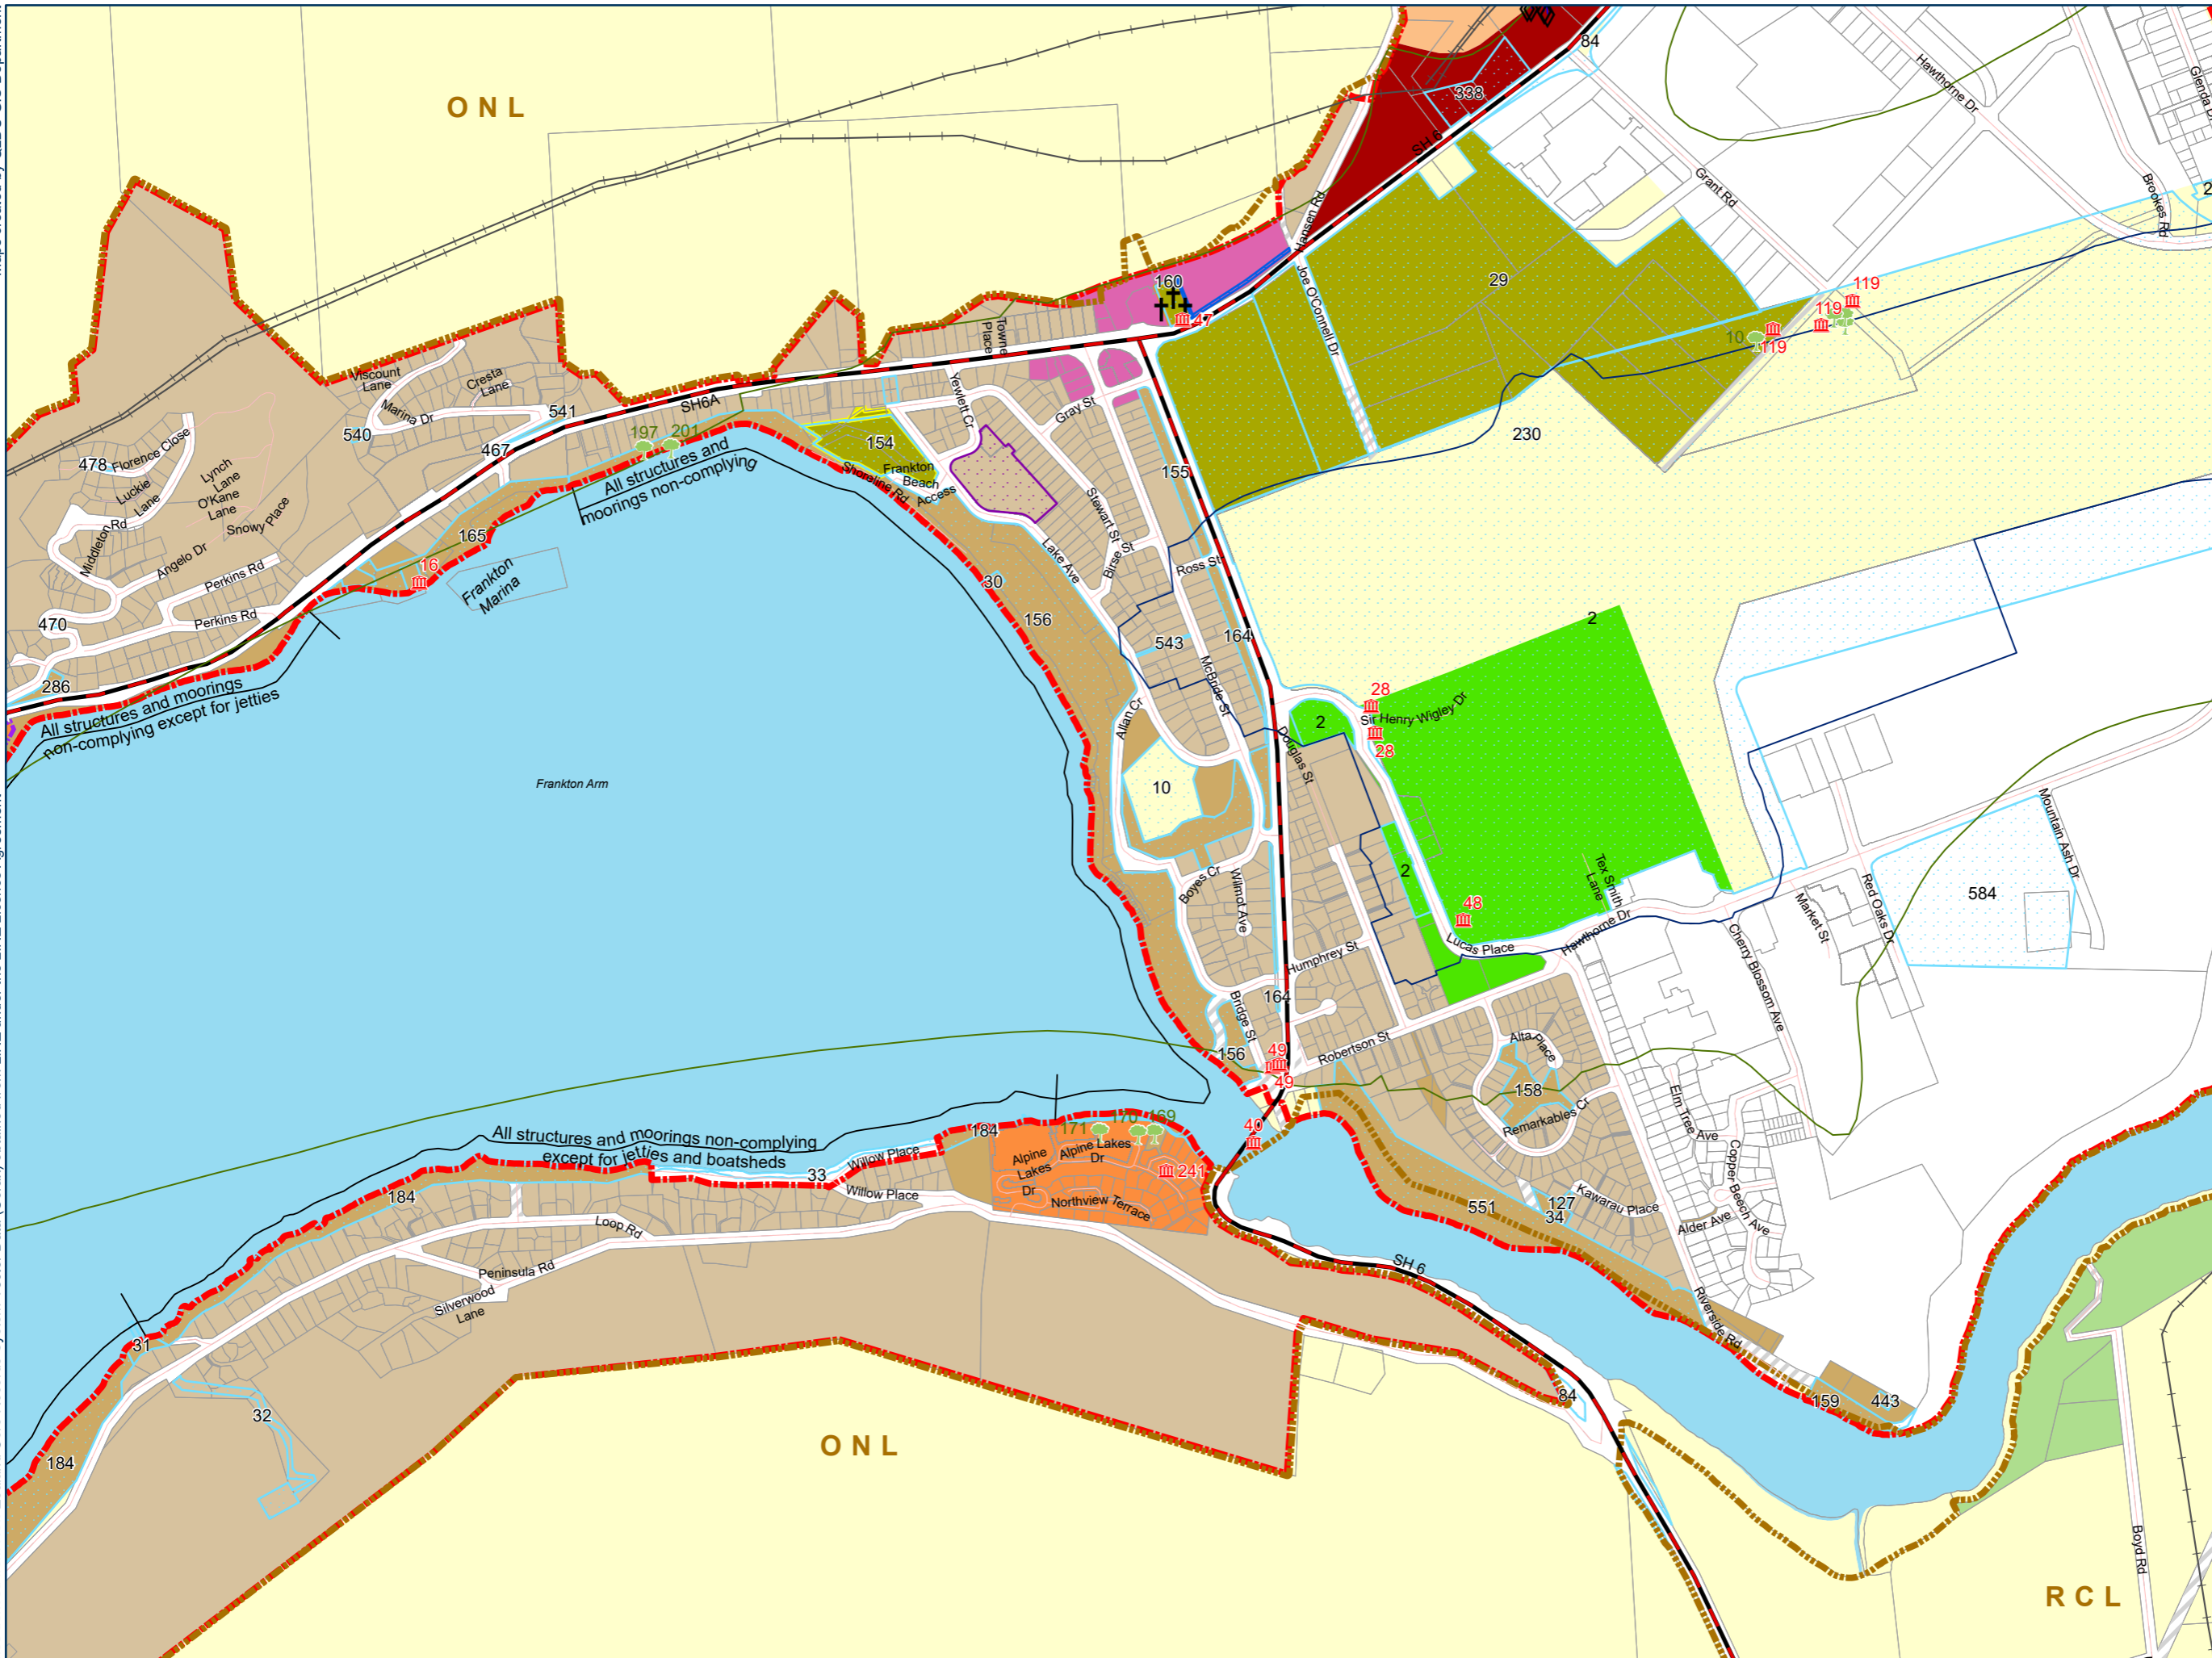 84
Hawthorne Dr
338
O N L
SH 6
Grant Rd
Brookes Rd
Hansen Rd
160
29
Joe O'Connell Dr
119
119
10
119
47
Towne
Place
Viscount
Lane
Cresta
Lane
Marina Dr
SH6A
Yewlett Cr
Gray St
541
540
467
197
201
154
230
478
Florence Close
Lynch
Lane
Luckie
Lane
O'Kane
Lane
Snowy Place
All structures and
moorings non-complying
Shoreline Rd
Frankton
Beach
Access
155
Stewart St
Middleton Rd
165
Angelo Dr
Perkins Rd
16
Frankton
Marina
Lake Ave
Birse St
Ross St
30
156
Perkins Rd
470
543
164
2
McBride St
286
All structures and moorings
non-complying except for jetties
Allan Cr
28
Sir Henry Wigley Dr
2
28
Douglas St
Frankton Arm
10
Mountain Ash Dr
Boyes Cr
Wilmot Ave
2
Tex Smith
Lane
Red Oaks Dr
Market St
584
48
Lucas Place
Hawthorne Dr
Cherry Blossom Ave
Humphrey St
164
Bridge St
156
49
49
Robertson St
Alta Place
158
Remarkables Cr
Elm Tree Ave
Copper Beech Ave
184
171
170
169
40
All structures and moorings non-complying
except for jetties and boatsheds
Willow Place
33
Willow Place
Alpine
Lakes
Dr
Alpine Lakes
Dr
241
Northview Terrace
184
551
127
34
Kawarau Place
Alder Ave
Loop Rd
Peninsula Rd
Silverwood
Lane
SH 6
Riverside Rd
31
84
159
443
32
184
O N L
Boyd Rd
R C L